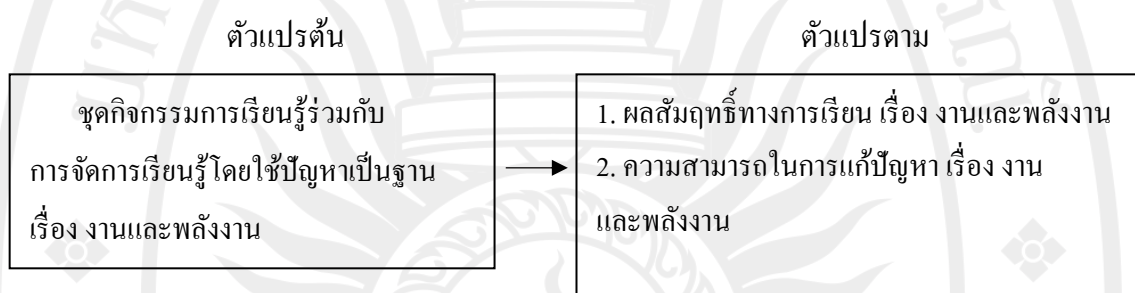 ตัวแปรต้น
ตัวแปรตาม
ชุดกิจกรรมการเรียนรู้ร่วมกับ
การจัดการเรียนรู้โดยใช้ปัญหาเป็นฐาน
เรื่อง งานและพลังงาน
1. ผลสัมฤทธิ์ทางการเรียน เรื่อง งานและพลังงาน
2. ความสามารถในการแก้ปัญหา เรื่อง งาน
และพลังงาน